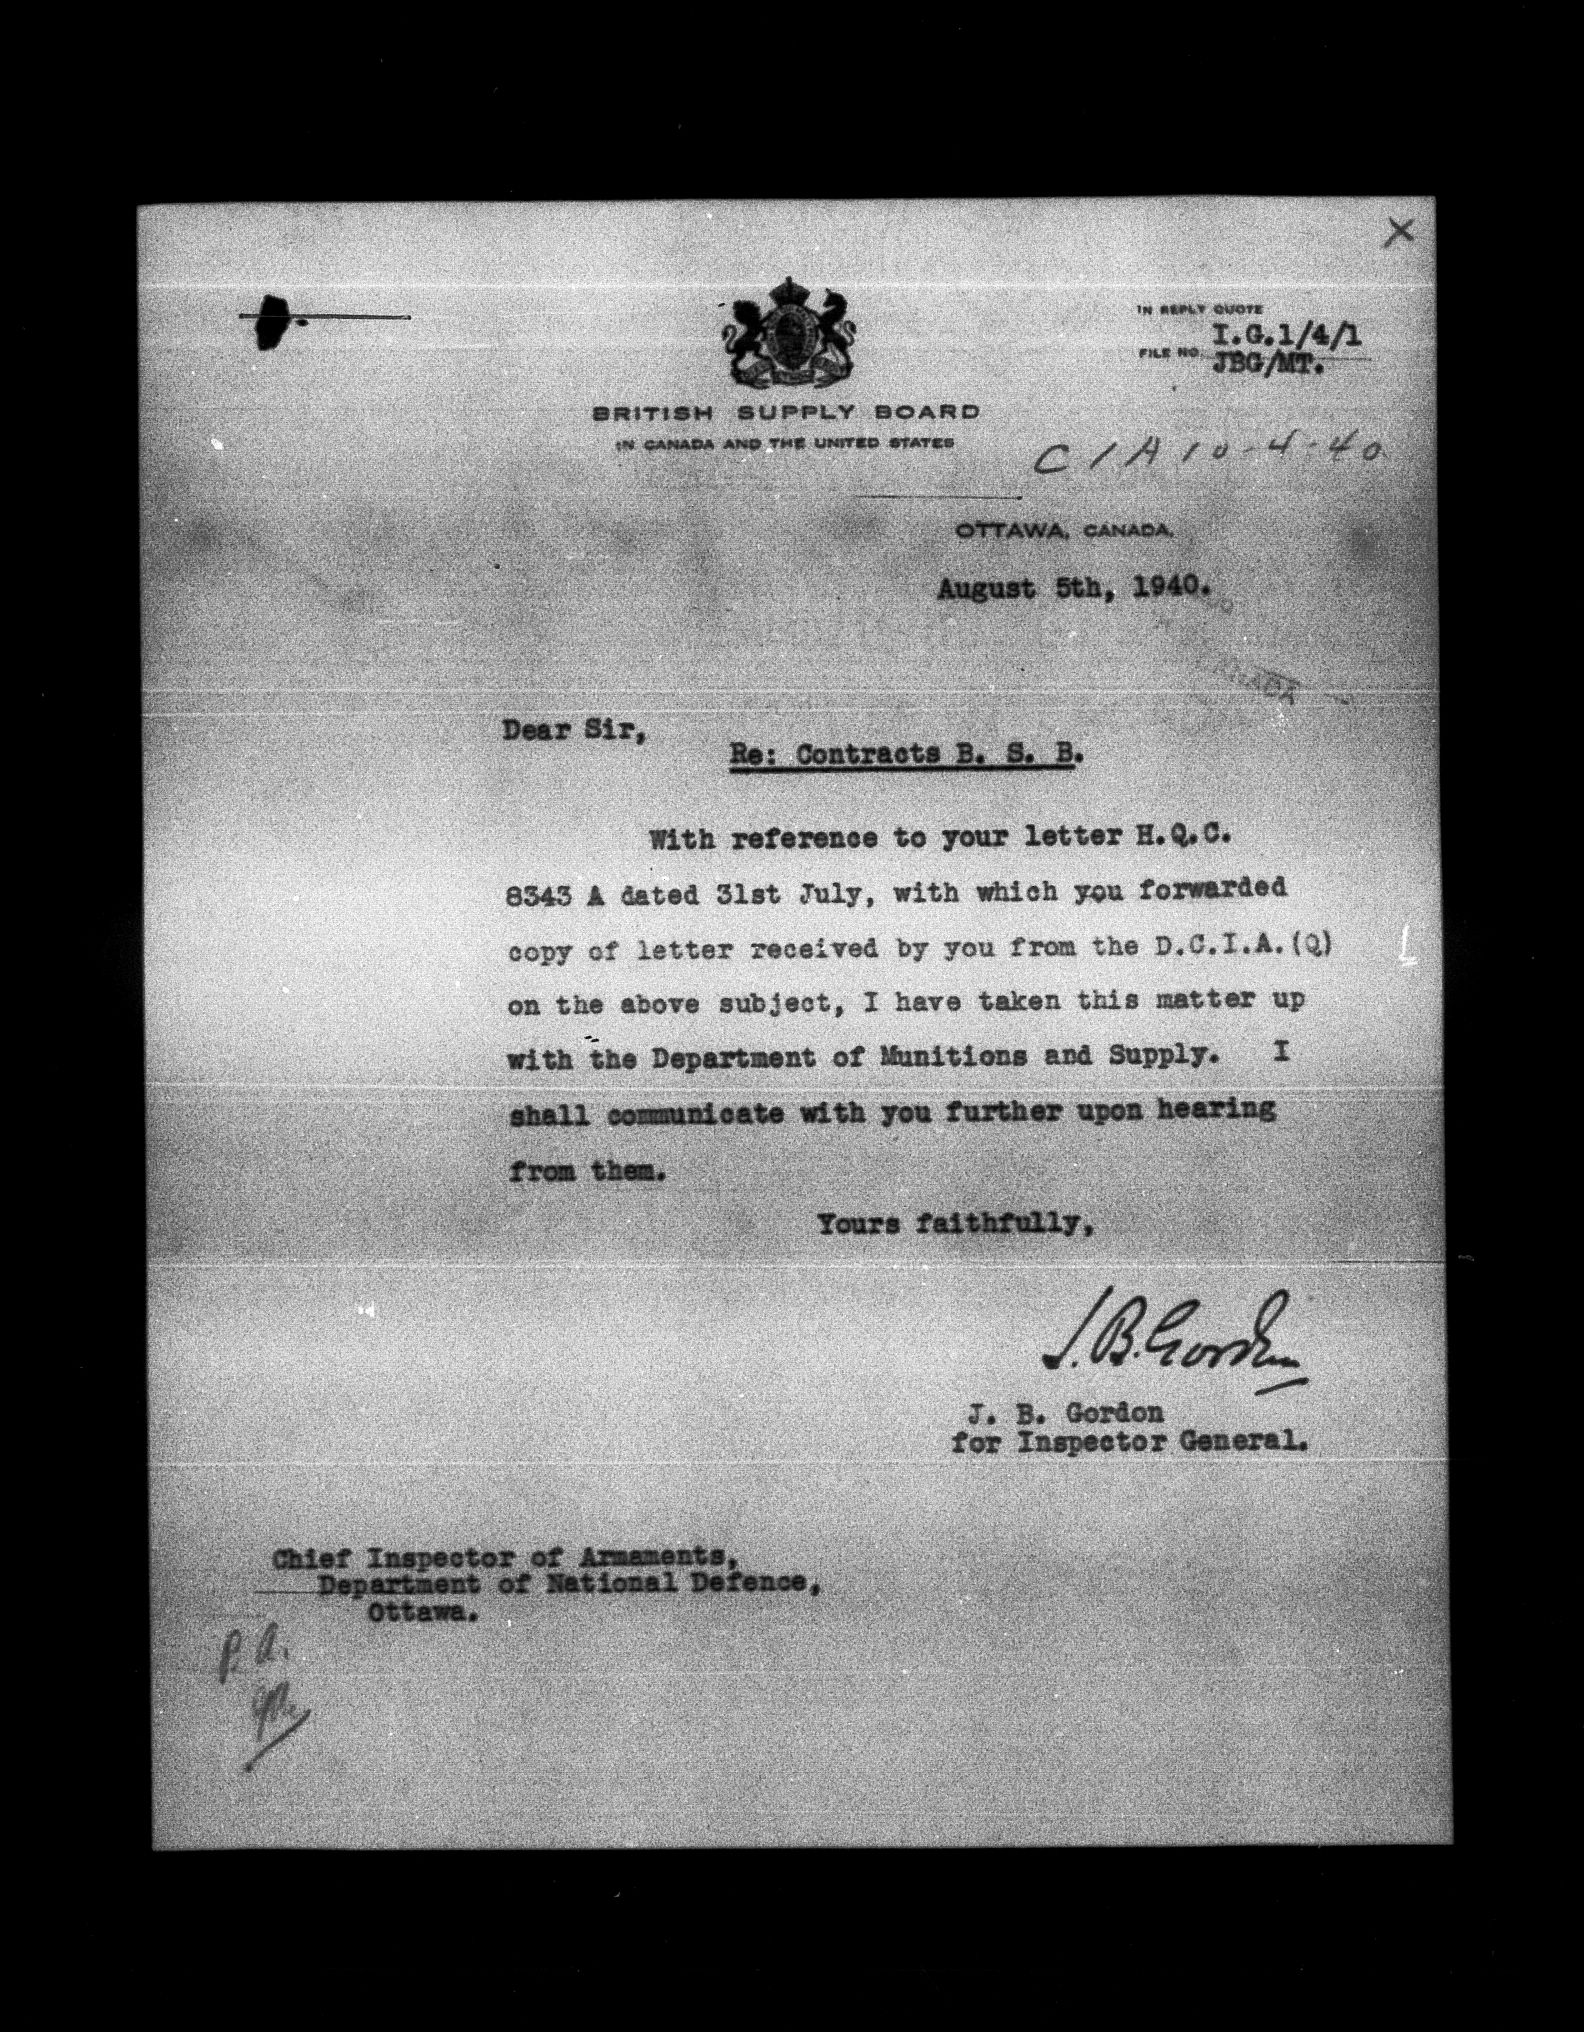 X
IN REPLY QUOTE
I.G.1/4/1
FILE NO.
JBG/MT.
BRITISH SUPPLY BOARD
IN CANADA AND THE UNITED STATES
C/A 10-4-40
OTTAWA, CANADA,
August 5th, 1940.
CANADA
Dear Sir,
Re: Contracts B. S. B.
With reference to your letter H.Q.C.
8343 A dated 31st July, with which you forwarded
copy of letter received by you from the D.C.I.A.(Q)
on the above subject, I have taken this matter up
with the Department of Munitions and Supply. I
shall communicate with you further upon hearing
from them.
Yours faithfully,
J. B. Gordon
J. B. Gordon
for Inspector General.
Chief Inspector of Armaments,
Department of National Defence,
Ottawa.
P. A.